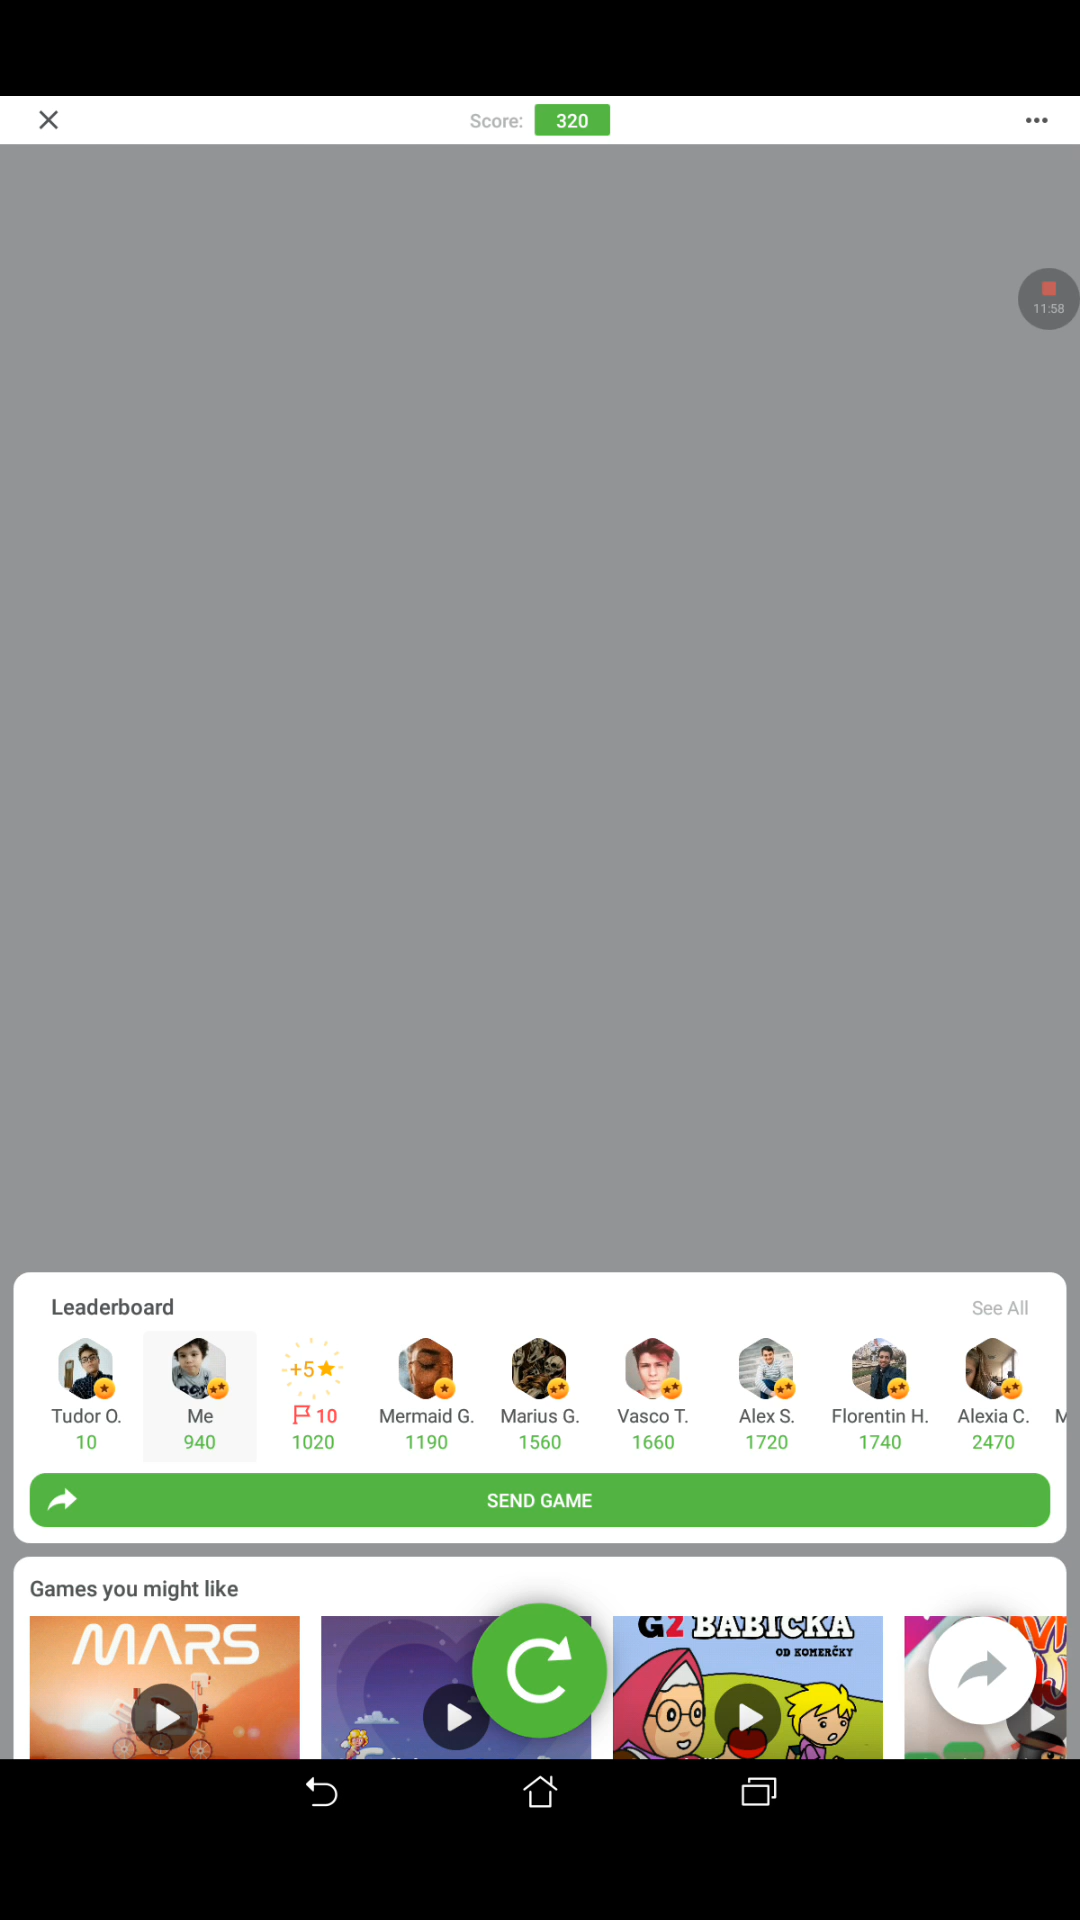 Score: 320
11:58
Leaderboard See All
+5
Tudor O. Me 10 Mermaid G. Marius G. Vasco T. Alex S. Florentin H. Alexia C. M
10 940 1020 1190 1560 1660 1720 1740 2470
SEND GAME
Games you might like
MARS
BABIČKA
OD KOMERČKY